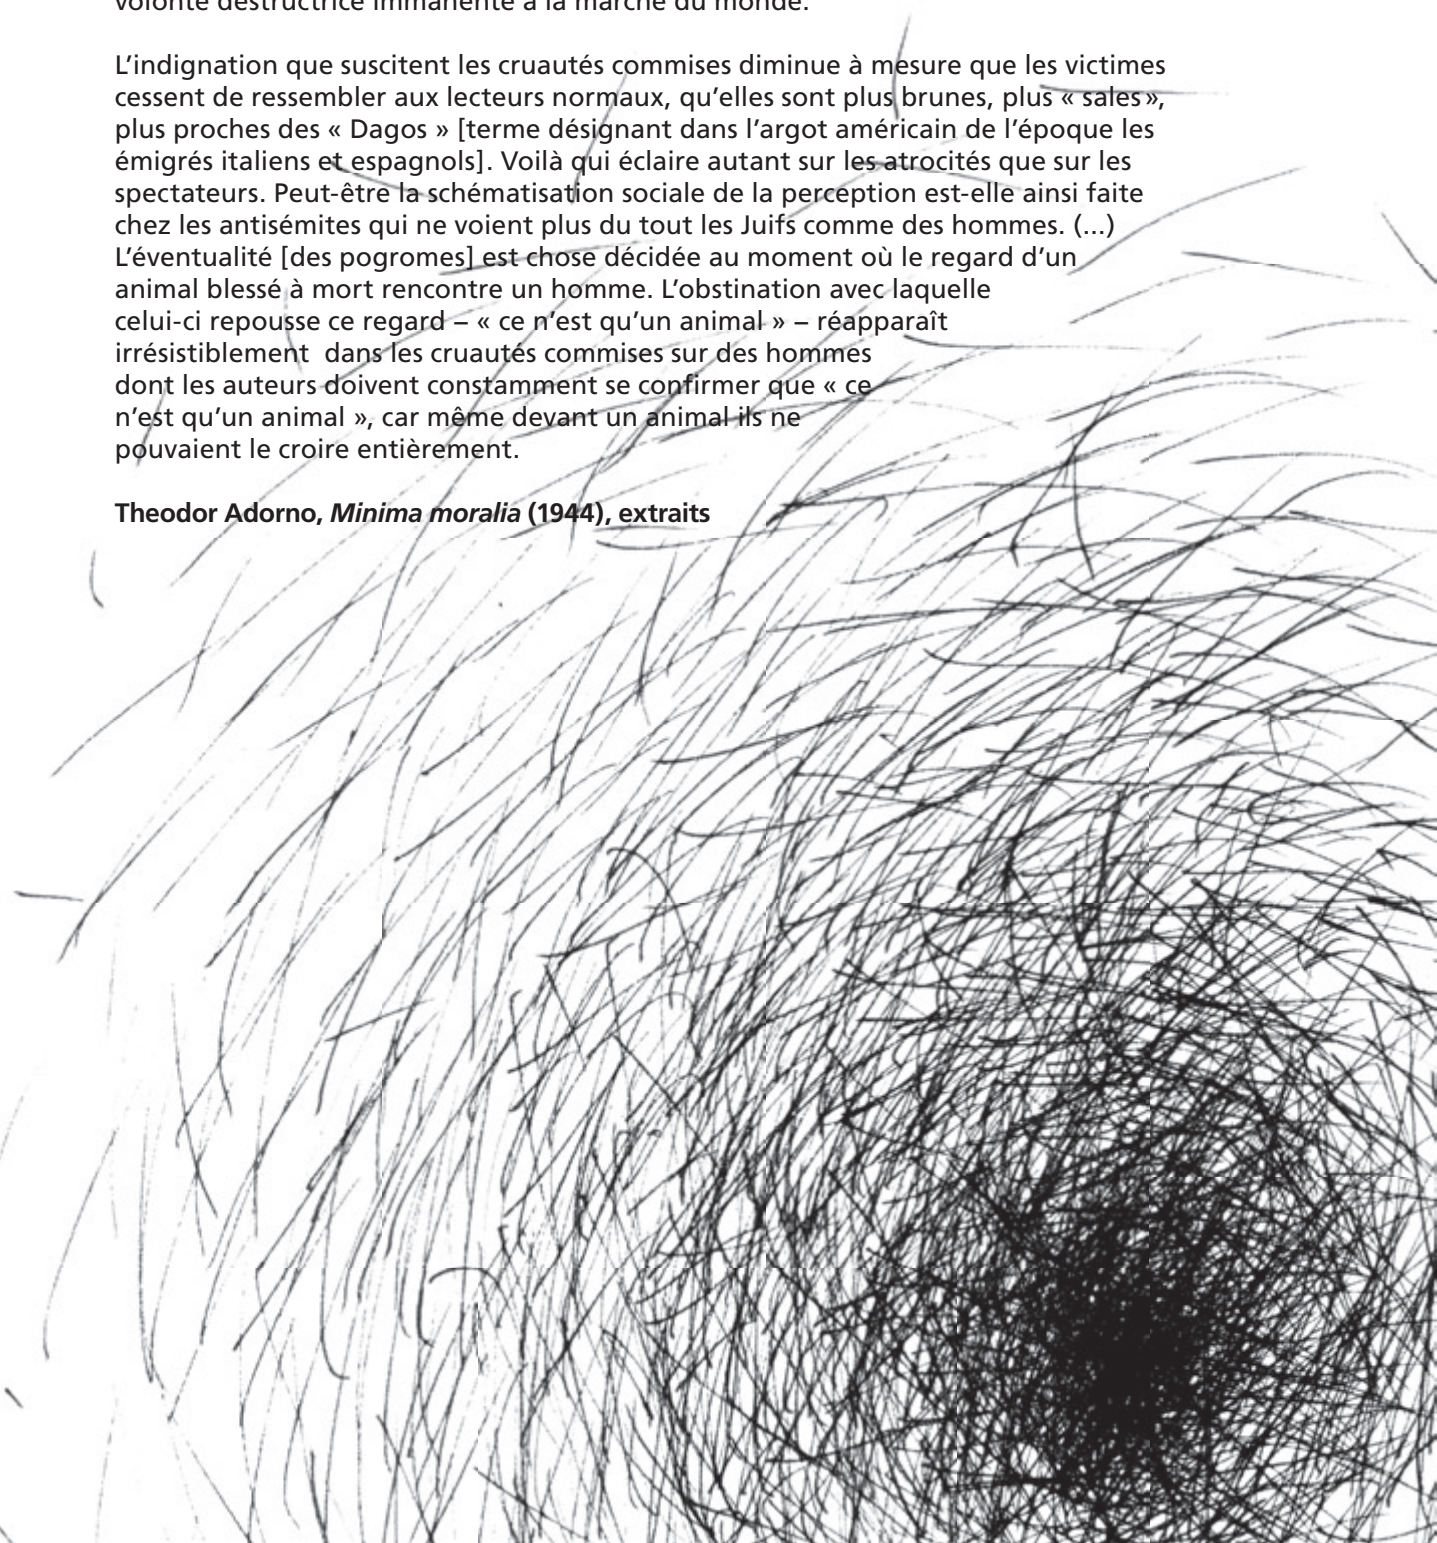 volonté destructrice immanente à la marche du monde.
L’indignation que suscitent les cruautés commises diminue à mesure que les victimes
cessent de ressembler aux lecteurs normaux, qu’elles sont plus brunes, plus « sales »,
plus proches des « Dagos » [terme désignant dans l’argot américain de l’époque les
émigrés italiens et espagnols]. Voilà qui éclaire autant sur les atrocités que sur les
spectateurs. Peut-être la schématisation sociale de la perception est-elle ainsi faite
chez les antisémites qui ne voient plus du tout les Juifs comme des hommes. (...)
L’éventualité [des pogromes] est chose décidée au moment où le regard d’un
animal blessé à mort rencontre un homme. L’obstination avec laquelle
celui-ci repousse ce regard – « ce n’est qu’un animal » – réapparaît
irrésistiblement  dans les cruautés commises sur des hommes
dont les auteurs doivent constamment se confirmer que « ce
n’est qu’un animal », car même devant un animal ils ne
pouvaient le croire entièrement.
Theodor Adorno, Minima moralia (1944), extraits